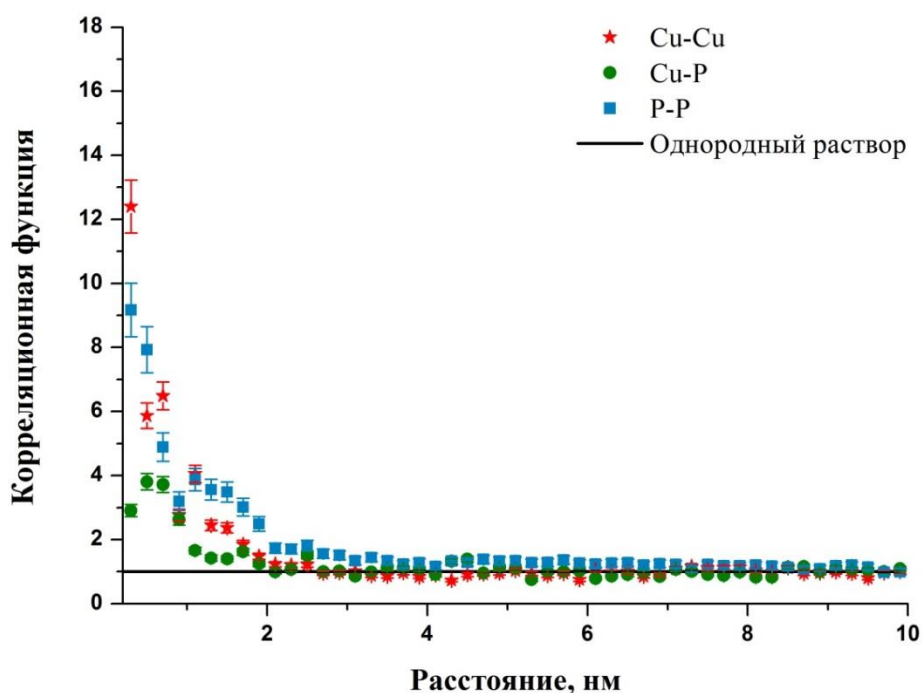 Корреляционная функция
18
16
14
12
10
8
6
4
2
0
2
4
6
8
10
Расстояние, нм
Cu-Cu
Cu-P
P-P
Однородный раствор